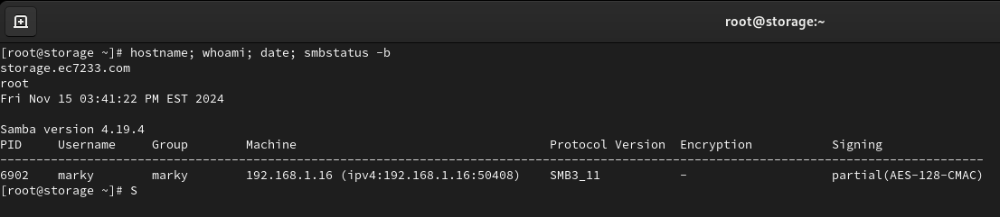 root@storage:~
[root@storage ~]# hostname; whoami; date; smbstatus -b
storage.ec7233.com
root
Fri Nov 15 03:41:22 PM EST 2024

Samba version 4.19.4
PID     Username     Group        Machine                                   Protocol Version  Encryption           Signing
----------------------------------------------------------------------------------------------------------------------------------------
6902    marky        marky        192.168.1.16 (ipv4:192.168.1.16:50408)    SMB3_11           -                    partial(AES-128-CMAC)
[root@storage ~]# S